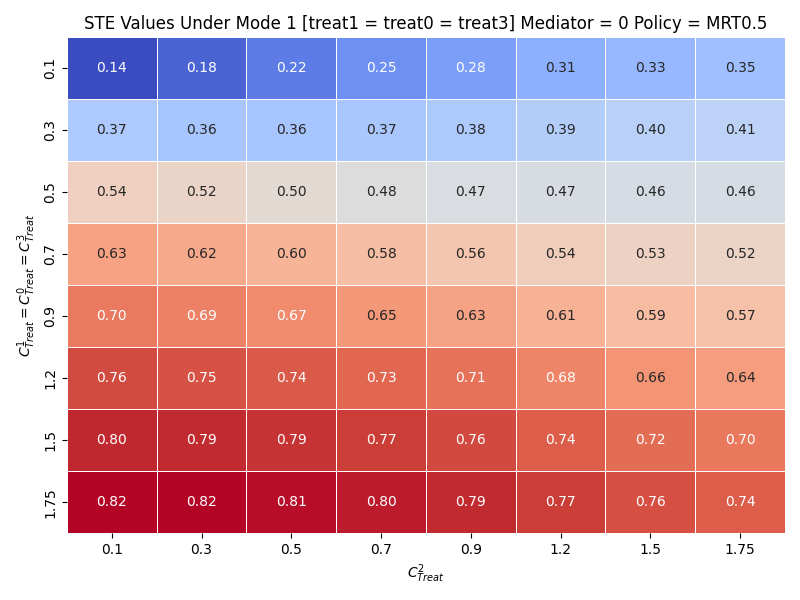 STE Values Under Mode 1 [treat1 = treat0 = treat3] Mediator = 0 Policy = MRT0.5
0.1 0.14 0.18 0.22 0.25 0.28 0.31 0.33 0.35
0.3 0.37 0.36 0.36 0.37 0.38 0.39 0.40 0.41
0.5 0.54 0.52 0.50 0.48 0.47 0.47 0.46 0.46
0.7 0.63 0.62 0.60 0.58 0.56 0.54 0.53 0.52
0.9 0.70 0.69 0.67 0.65 0.63 0.61 0.59 0.57
1.2 0.76 0.75 0.74 0.73 0.71 0.68 0.66 0.64
1.5 0.80 0.79 0.79 0.77 0.76 0.74 0.72 0.70
1.75 0.82 0.82 0.81 0.80 0.79 0.77 0.76 0.74
0.1 0.3 0.5 0.7 0.9 1.2 1.5 1.75
C^2_{Treat}
C^1_{Treat} = C^0_{Treat} = C^3_{Treat}